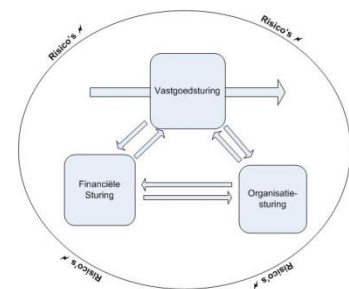 Risico's
Risico's
Vastgoedsturing
Financiële
Sturing
Organisatie-
sturing
Risico's
Risico's